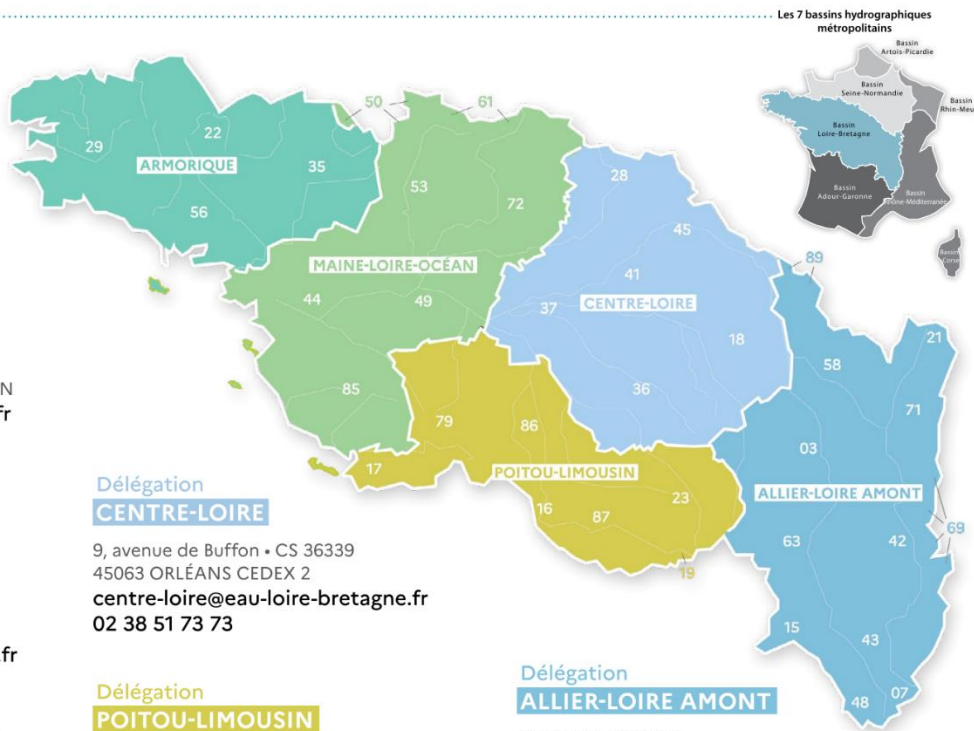 Les 7 bassins hydrographiques
métropolitains
Bassin
Artois-Picardie
Bassin
Seine-Normandie
Bassin
Rhin-Meu
Bassin
Loire-Bretagne
Bassin
Adour-Garonne
Bassin
Rhône-Méditerranée
Bassin
Corse
50
61
29
22
35
56
ARMORIQUE
53
72
28
45
MAINE-LOIRE-OCÉAN
44
49
41
37
CENTRE-LOIRE
18
36
89
58
21
71
85
79
86
03
17
POITOU-LIMOUSIN
23
16
87
19
ALLIER-LOIRE AMONT
69
63
42
15
43
48
07
N
fr
Délégation
CENTRE-LOIRE
9, avenue de Buffon • CS 36339
45063 ORLÉANS CEDEX 2
centre-loire@eau-loire-bretagne.fr
02 38 51 73 73
.fr
Délégation
POITOU-LIMOUSIN
Délégation
ALLIER-LOIRE AMONT